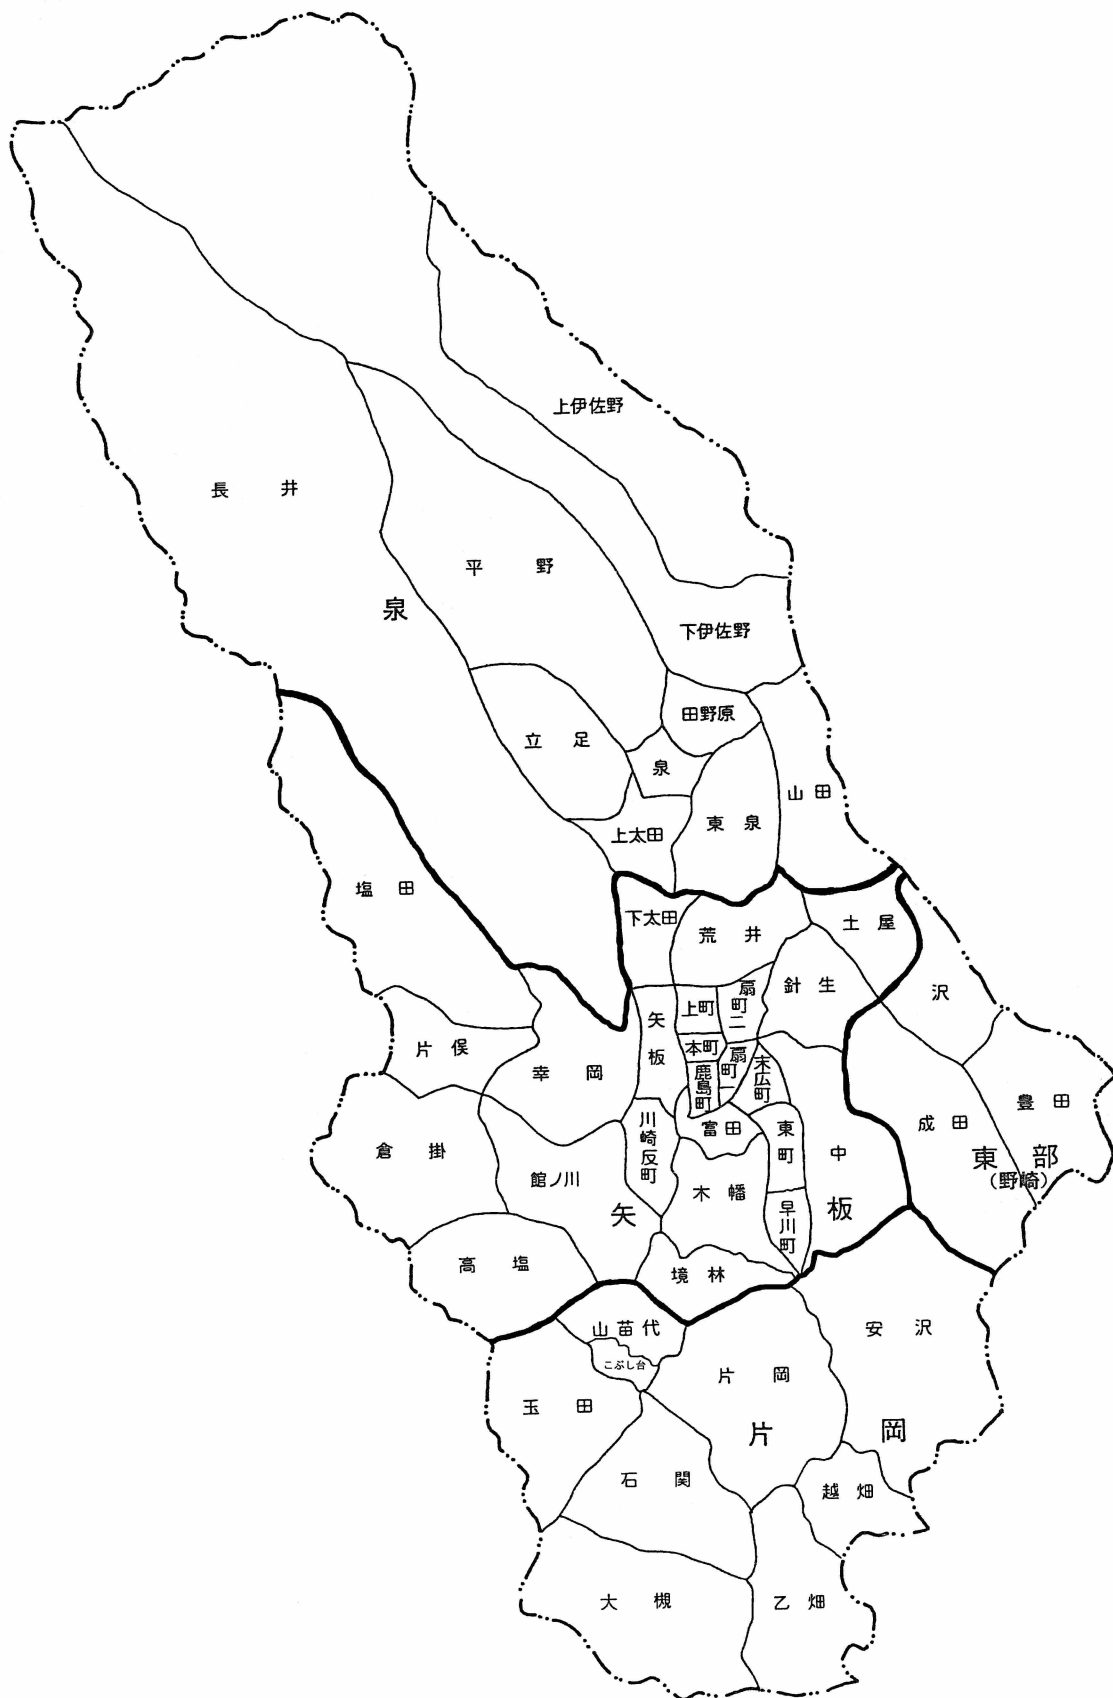 上伊佐野
長井
平野
泉
下伊佐野
田野原
立足
泉
山田
東泉
上太田
塩田
下太田
荒井
土屋
針生
沢
扇町二
上町
矢板
本町
扇町一
片俣
幸岡
鹿島町
末広町
豊田
成田
富田
川崎反町
東町
中
倉掛
館ノ川
東部
(野崎)
木幡
矢板
早川町
高塩
境林
山苗代
安沢
こぶし台
片岡
玉田
片岡
石関
越畑
大槻
乙畑